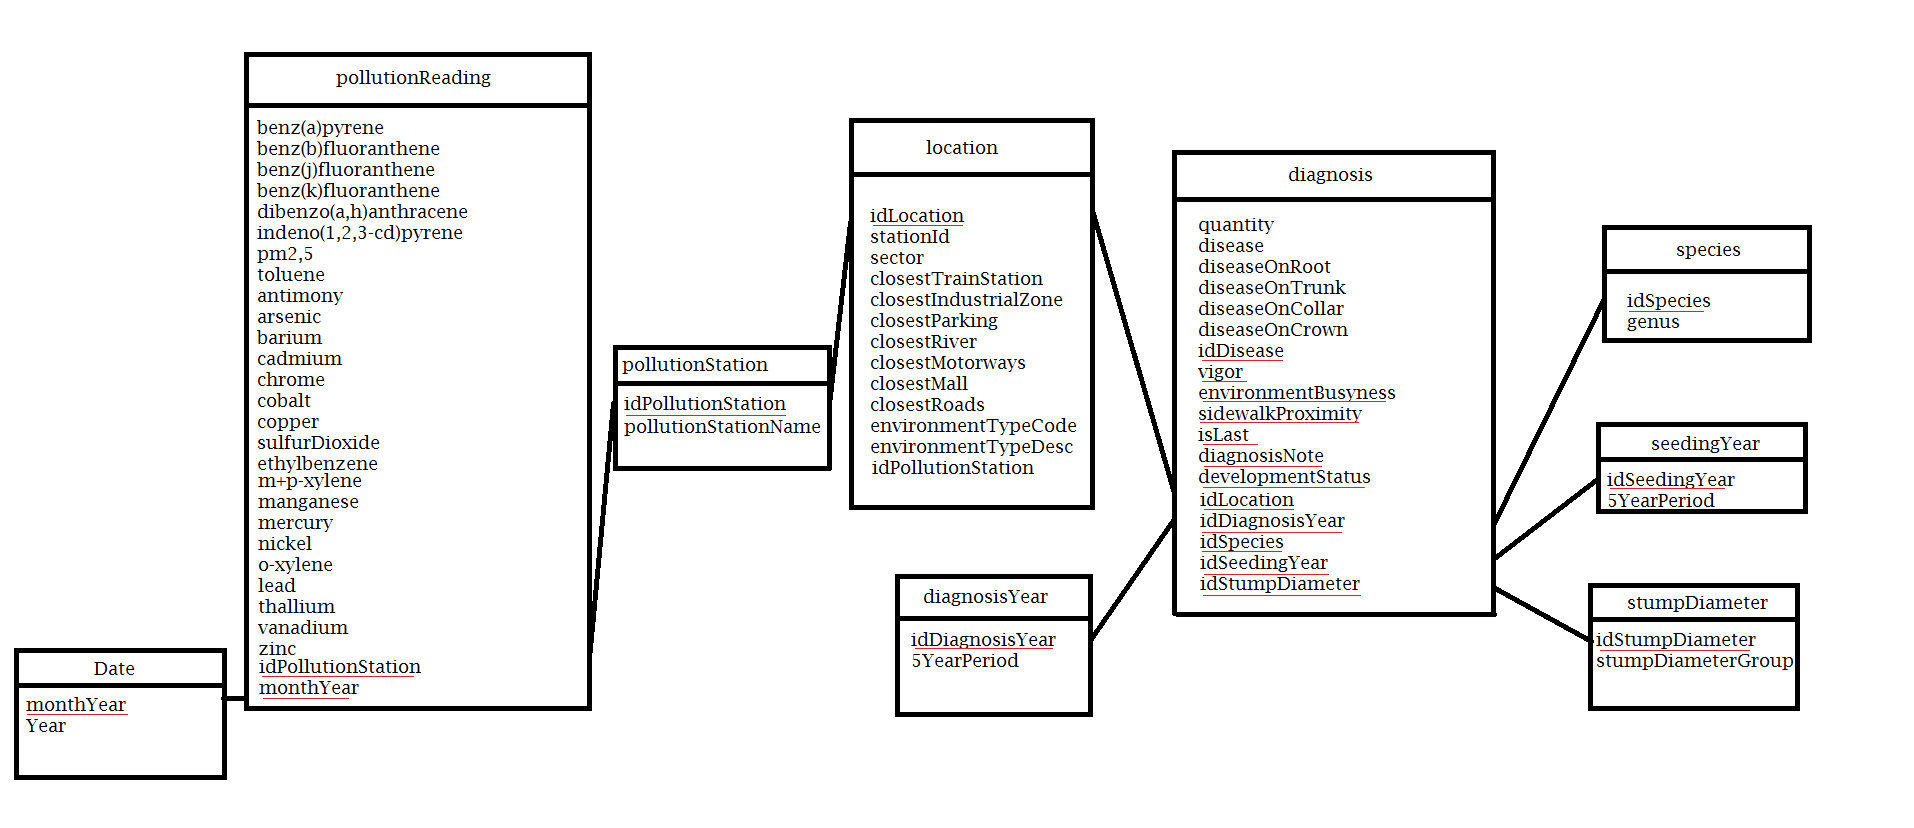 pollutionReading
benz(a)pyrene
benz(b)fluoranthene
benz(j)fluoranthene
benz(k)fluoranthene
dibenzo(a,h)anthracene
indeno(1,2,3-cd)pyrene
pm2,5
toluene
antimony
arsenic
barium
cadmium
chrome
cobalt
copper
sulfurDioxide
ethylbenzene
m+p-xylene
manganese
mercury
nickel
o-xylene
lead
thallium
vanadium
zinc
idPollutionStation
monthYear
Date
monthYear
Year
pollutionStation
idPollutionStation
pollutionStationName
location
idLocation
stationId
sector
closestTrainStation
closestIndustrialZone
closestParking
closestRiver
closestMotorways
closestMall
closestRoads
environmentTypeCode
environmentTypeDesc
idPollutionStation
diagnosisYear
idDiagnosisYear
5YearPeriod
diagnosis
quantity
disease
diseaseOnRoot
diseaseOnTrunk
diseaseOnCollar
diseaseOnCrown
idDisease
vigor
environmentBusyness
sidewalkProximity
isLast
diagnosisNote
developmentStatus
idLocation
idDiagnosisYear
idSpecies
idSeedingYear
idStumpDiameter
species
idSpecies
genus
seedingYear
idSeedingYear
5YearPeriod
stumpDiameter
idStumpDiameter
stumpDiameterGroup